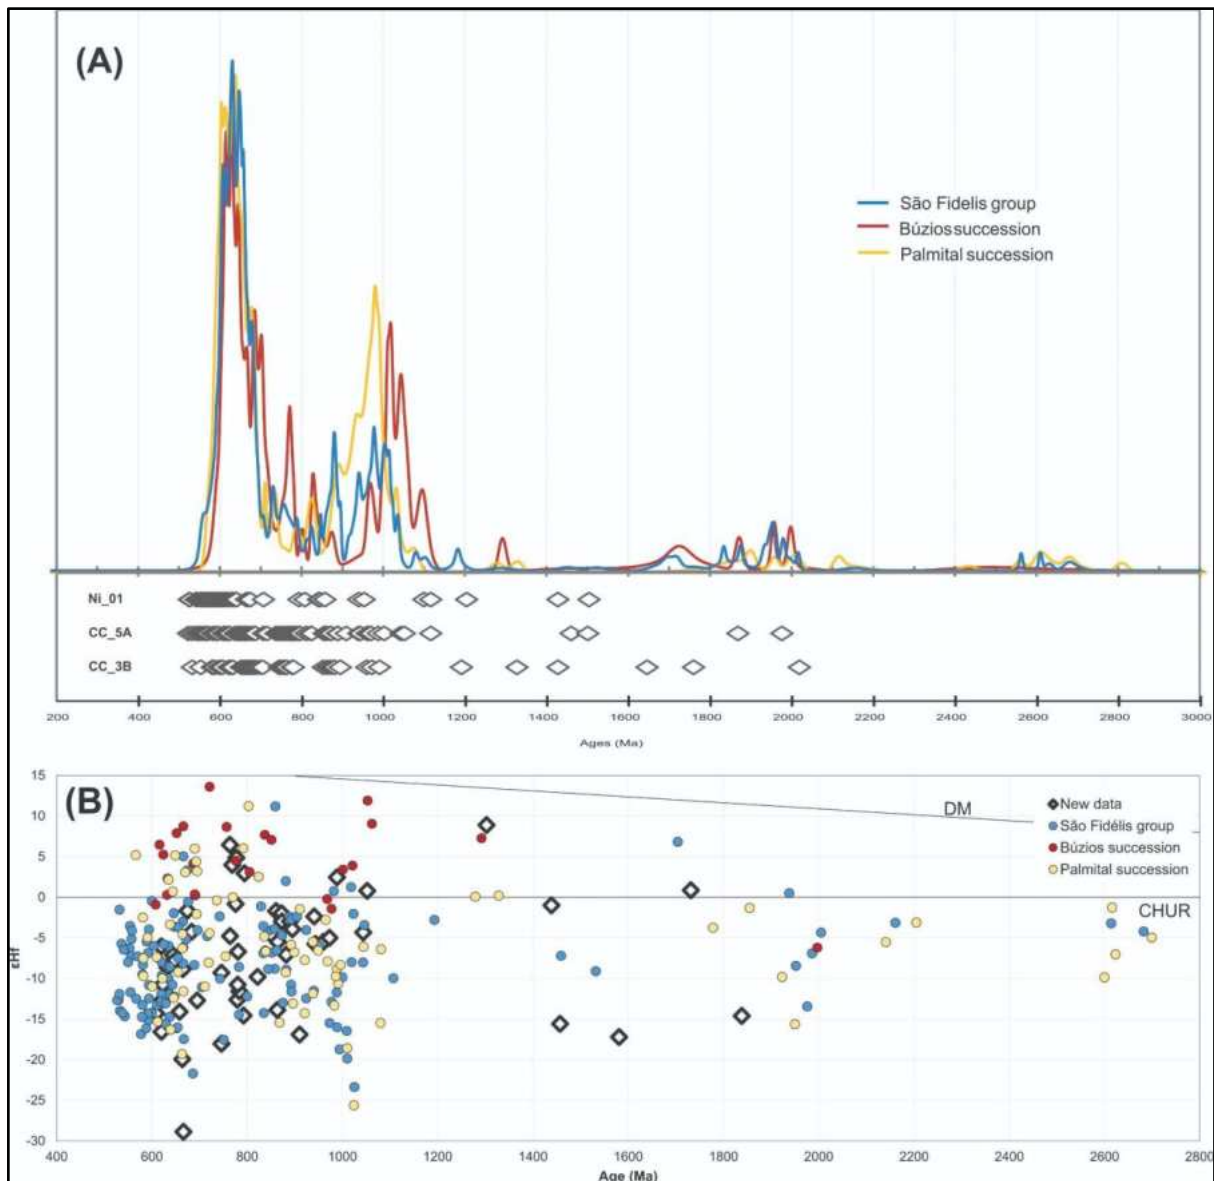 (A)
São Fidelis group
Búzios succession
Palmital succession
Ni_01
CC_5A
CC_3B
200 400 600 800 1000 1200 1400 1600 1800 2000 2200 2400 2600 2800 3000
Ages (Ma)
(B)
15
10
5
0
-5
-10
-15
-20
-25
-30
εHf
DM
CHUR
New data
São Fidélis group
Búzios succession
Palmital succession
400 600 800 1000 1200 1400 1600 1800 2000 2200 2400 2600 2800
Age (Ma)